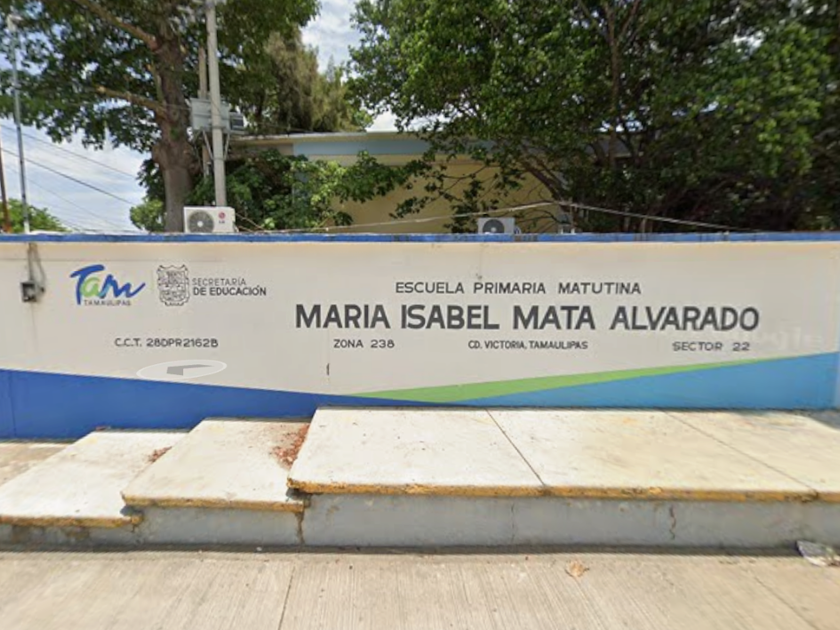 Tam
TAMAULIPAS
SECRETARÍA
DE EDUCACIÓN
ESCUELA PRIMARIA MATUTINA
MARIA ISABEL MATA ALVARADO
C.C.T. 28DPR2162B
ZONA 238
CD. VICTORIA, TAMAULIPAS
SECTOR 22
LG